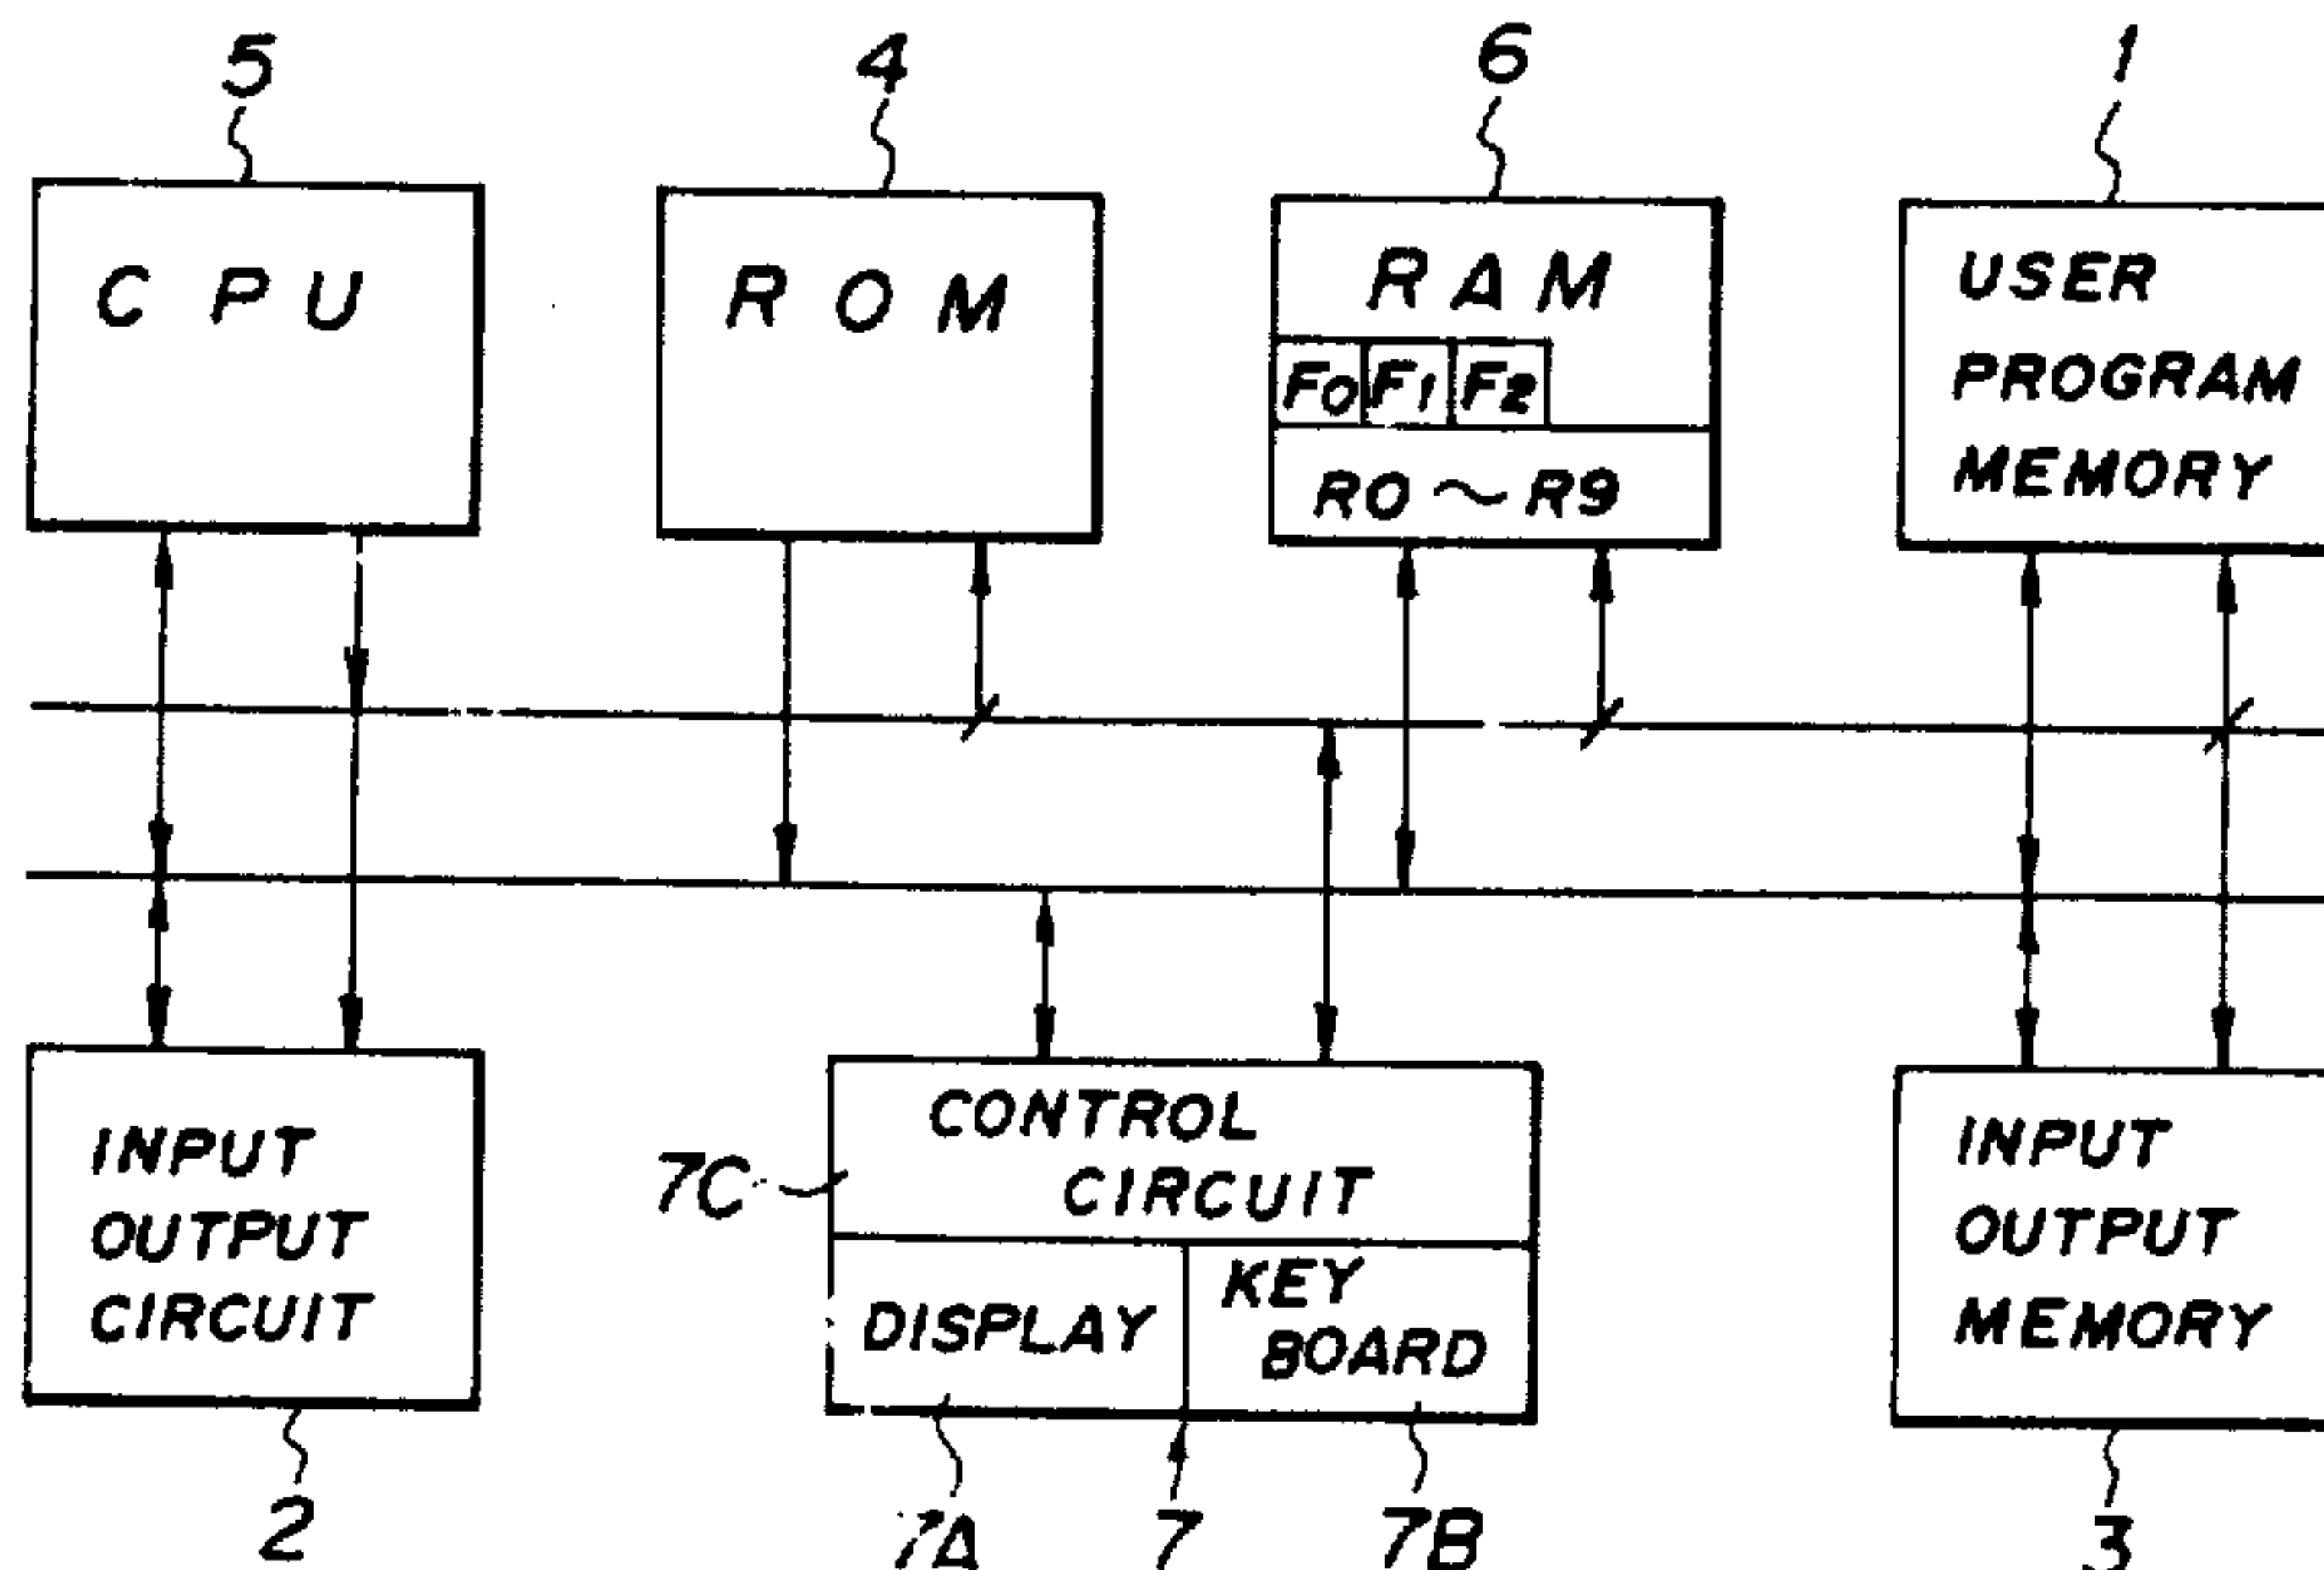 5
4
6
1
C P U
R O M
R A M
F0 F1 F2
R0 ~ R9
USER
PROGRAM
MEMORY
INPUT
OUTPUT
CIRCUIT
7C
CONTROL
CIRCUIT
DISPLAY
KEY
BOARD
INPUT
OUTPUT
MEMORY
2
7A
7
7B
3